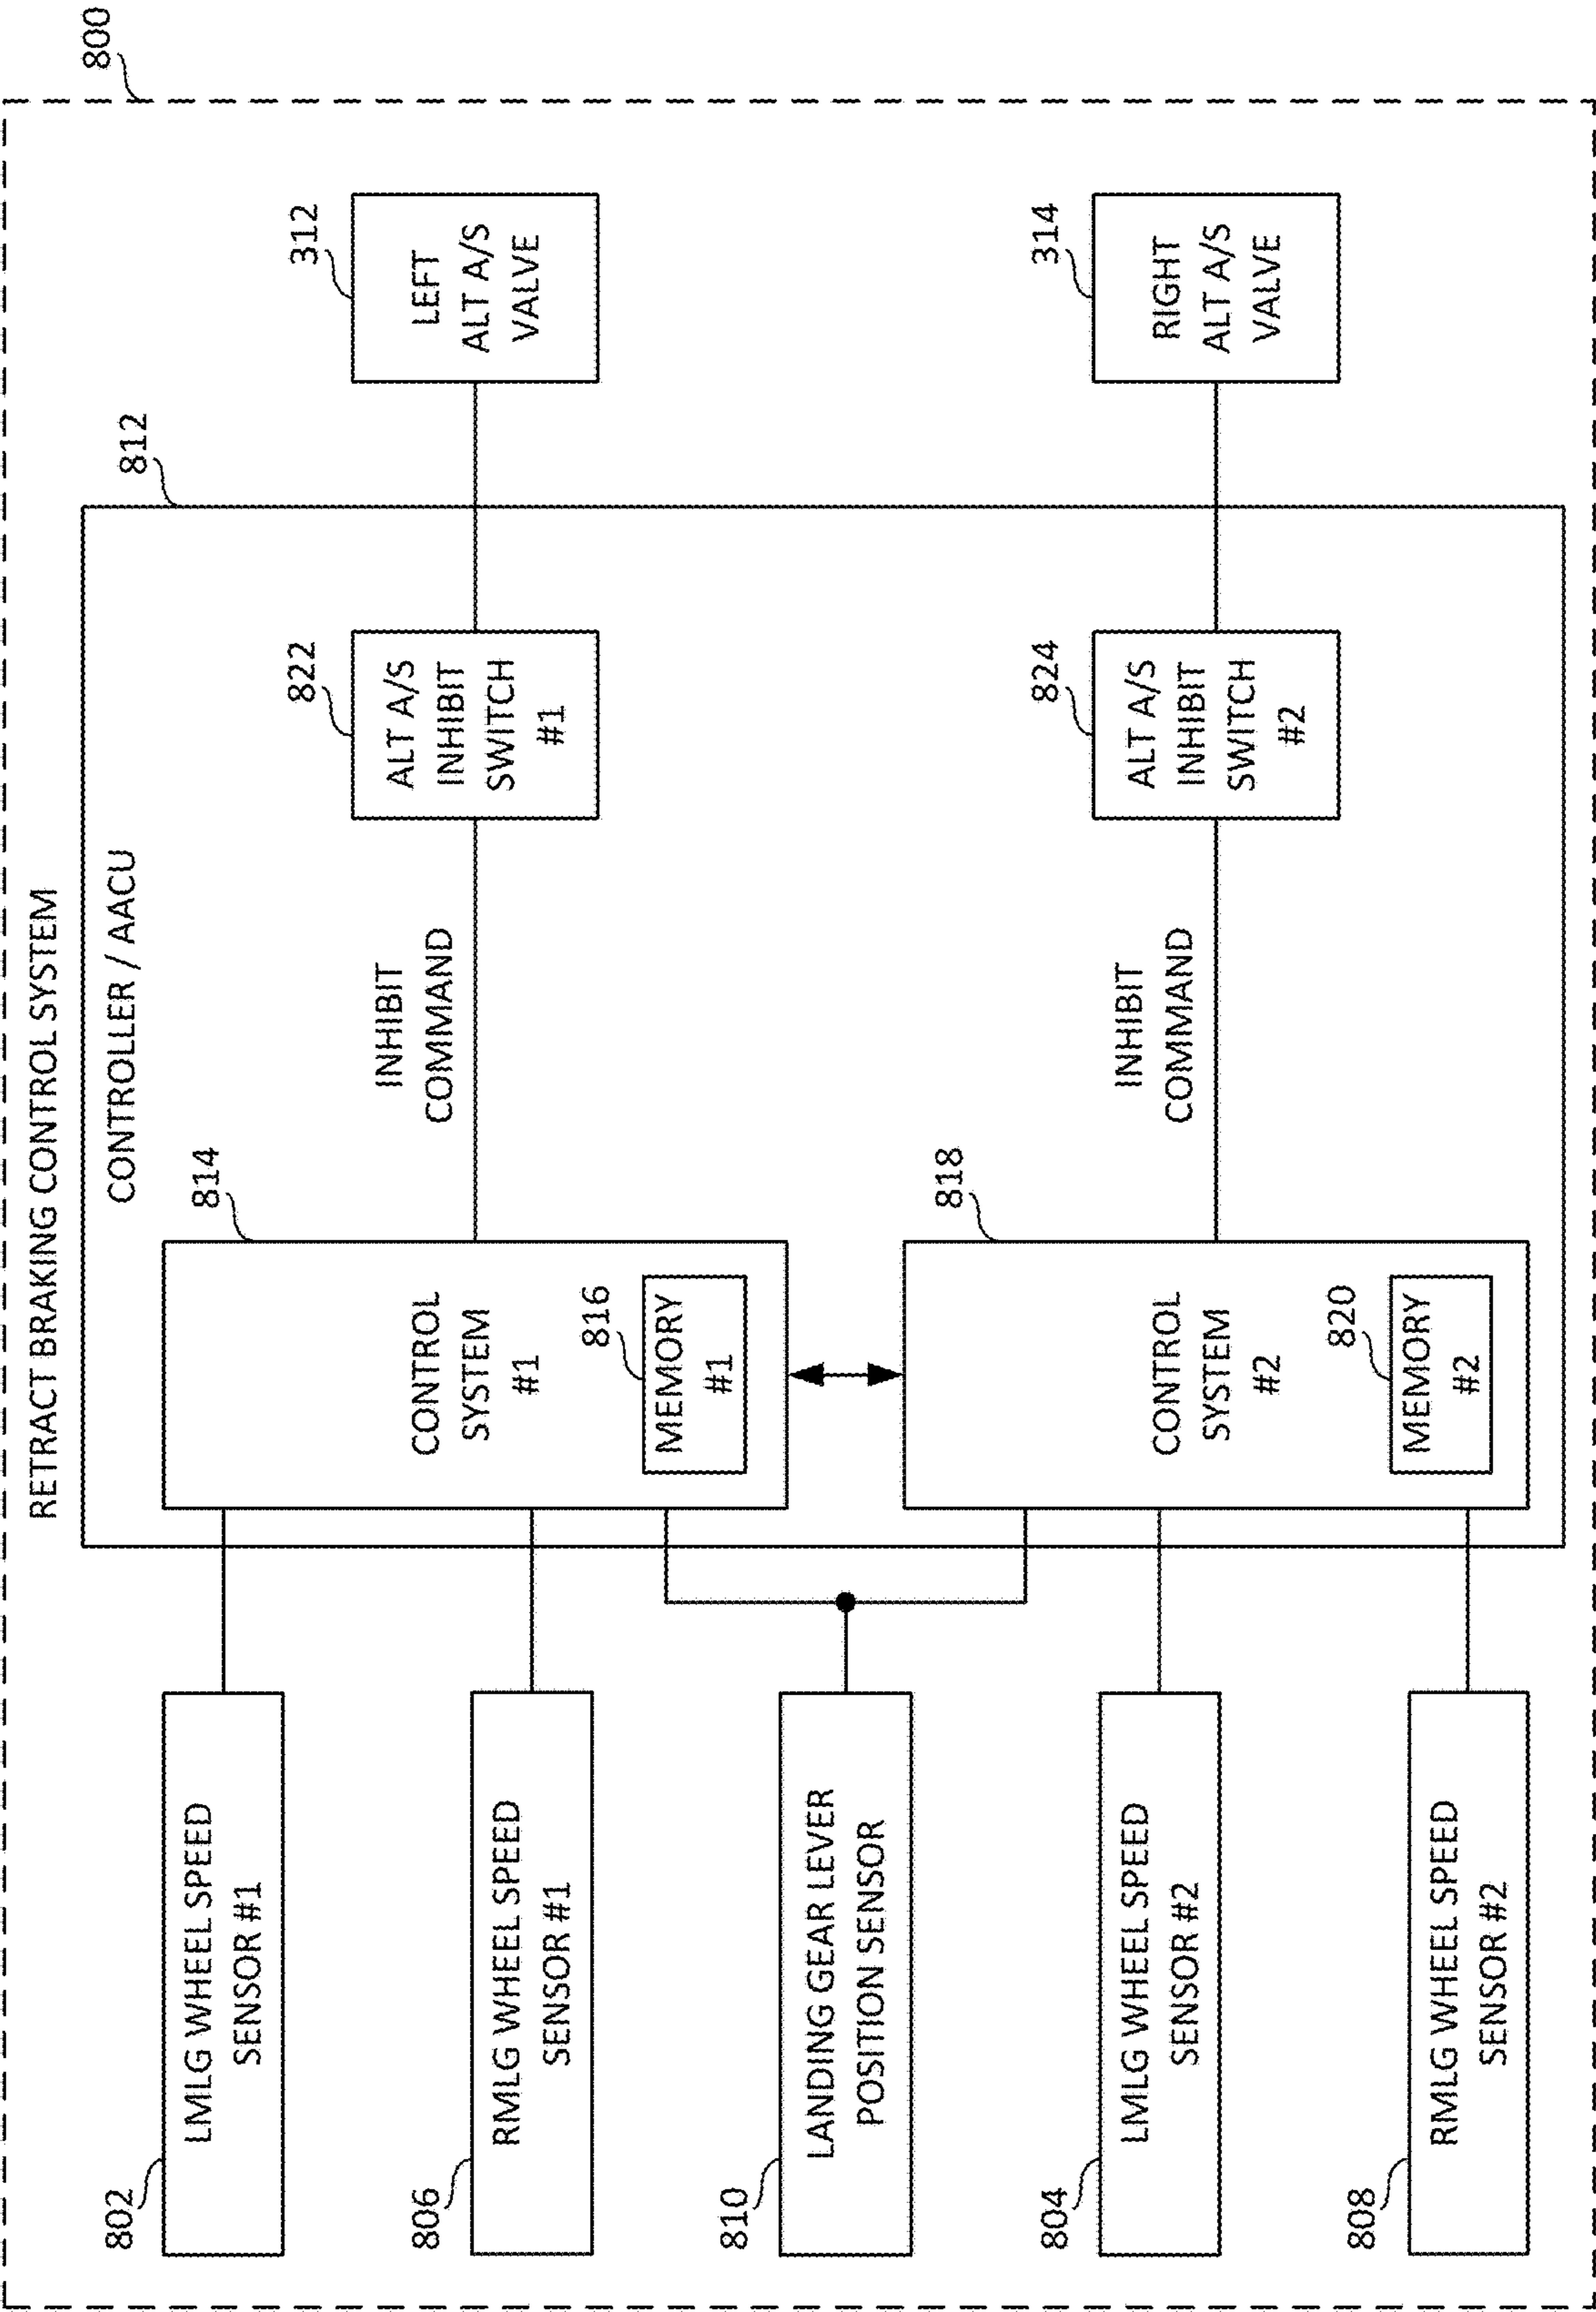 800
RETRACT BRAKING CONTROL SYSTEM
812
CONTROLLER / AACU
802
LMLG WHEEL SPEED
SENSOR #1
806
RMLG WHEEL SPEED
SENSOR #1
810
LANDING GEAR LEVER
POSITION SENSOR
804
LMLG WHEEL SPEED
SENSOR #2
808
RMLG WHEEL SPEED
SENSOR #2
814
CONTROL
SYSTEM
#1
816
MEMORY
#1
818
CONTROL
SYSTEM
#2
820
MEMORY
#2
INHIBIT
COMMAND
INHIBIT
COMMAND
822
ALT A/S
INHIBIT
SWITCH
#1
824
ALT A/S
INHIBIT
SWITCH
#2
312
LEFT
ALT A/S
VALVE
314
RIGHT
ALT A/S
VALVE